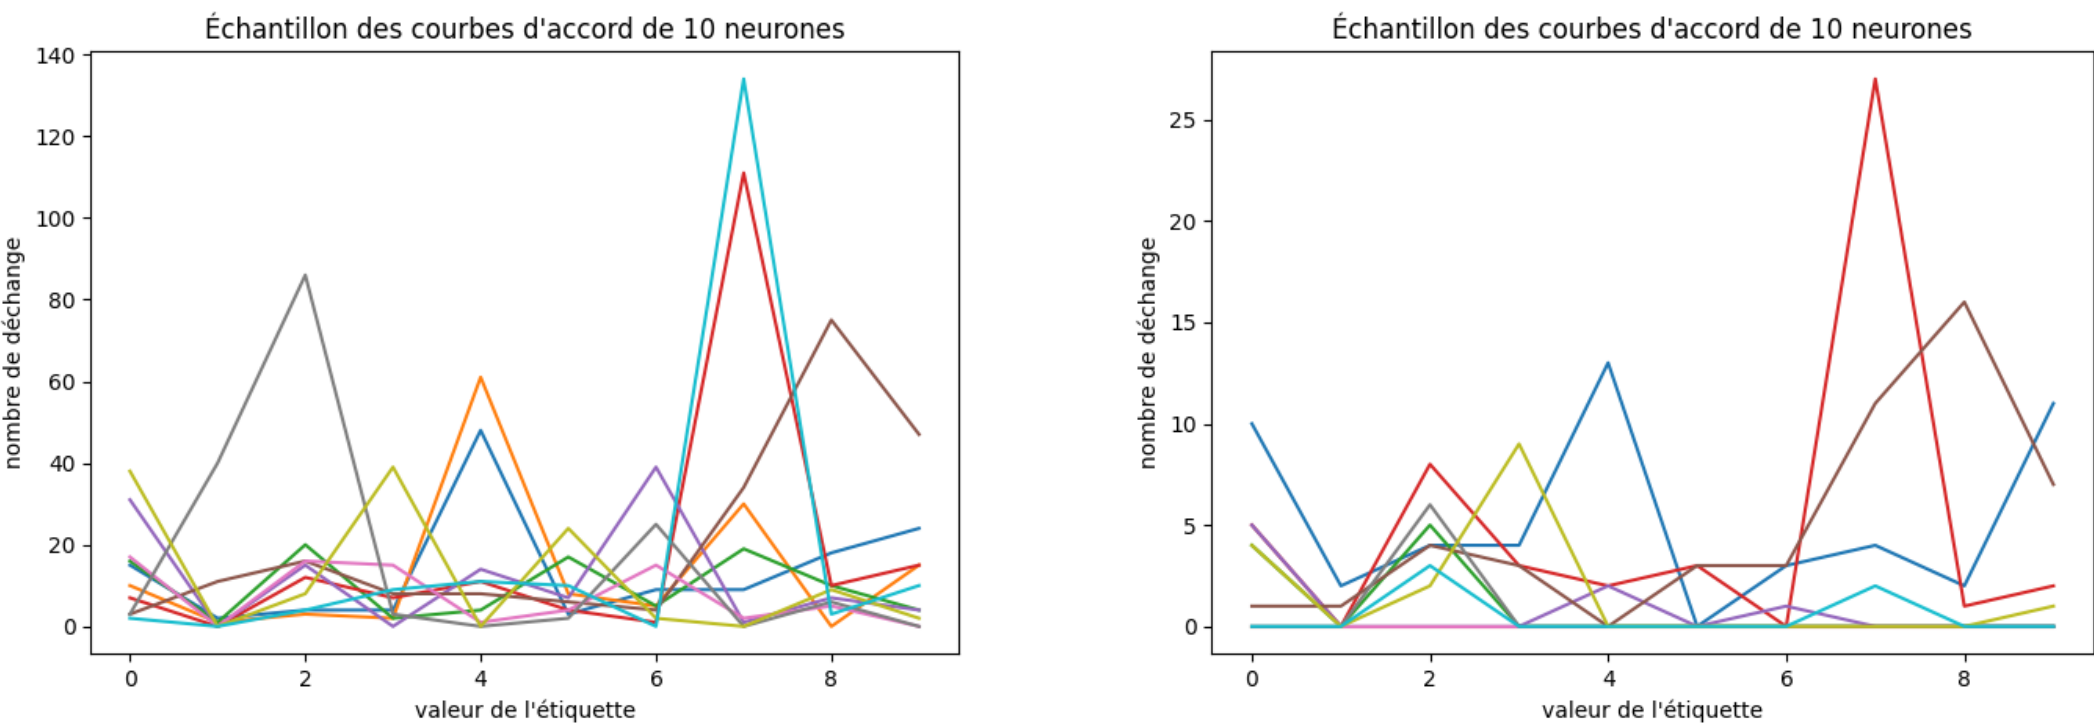 Échantillon des courbes d'accord de 10 neurones
140
120
100
80
60
40
20
0
nombre de déchange
0 2 4 6 8
valeur de l'étiquette
Échantillon des courbes d'accord de 10 neurones
25
20
15
10
5
0
nombre de déchange
0 2 4 6 8
valeur de l'étiquette